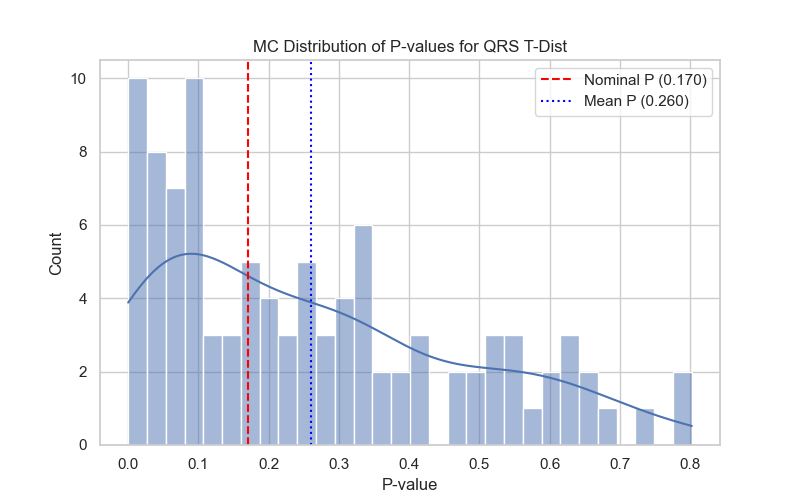 MC Distribution of P-values for QRS T-Dist
Nominal P (0.170)
Mean P (0.260)
Count
10
8
6
4
2
0
0.0 0.1 0.2 0.3 0.4 0.5 0.6 0.7 0.8
P-value